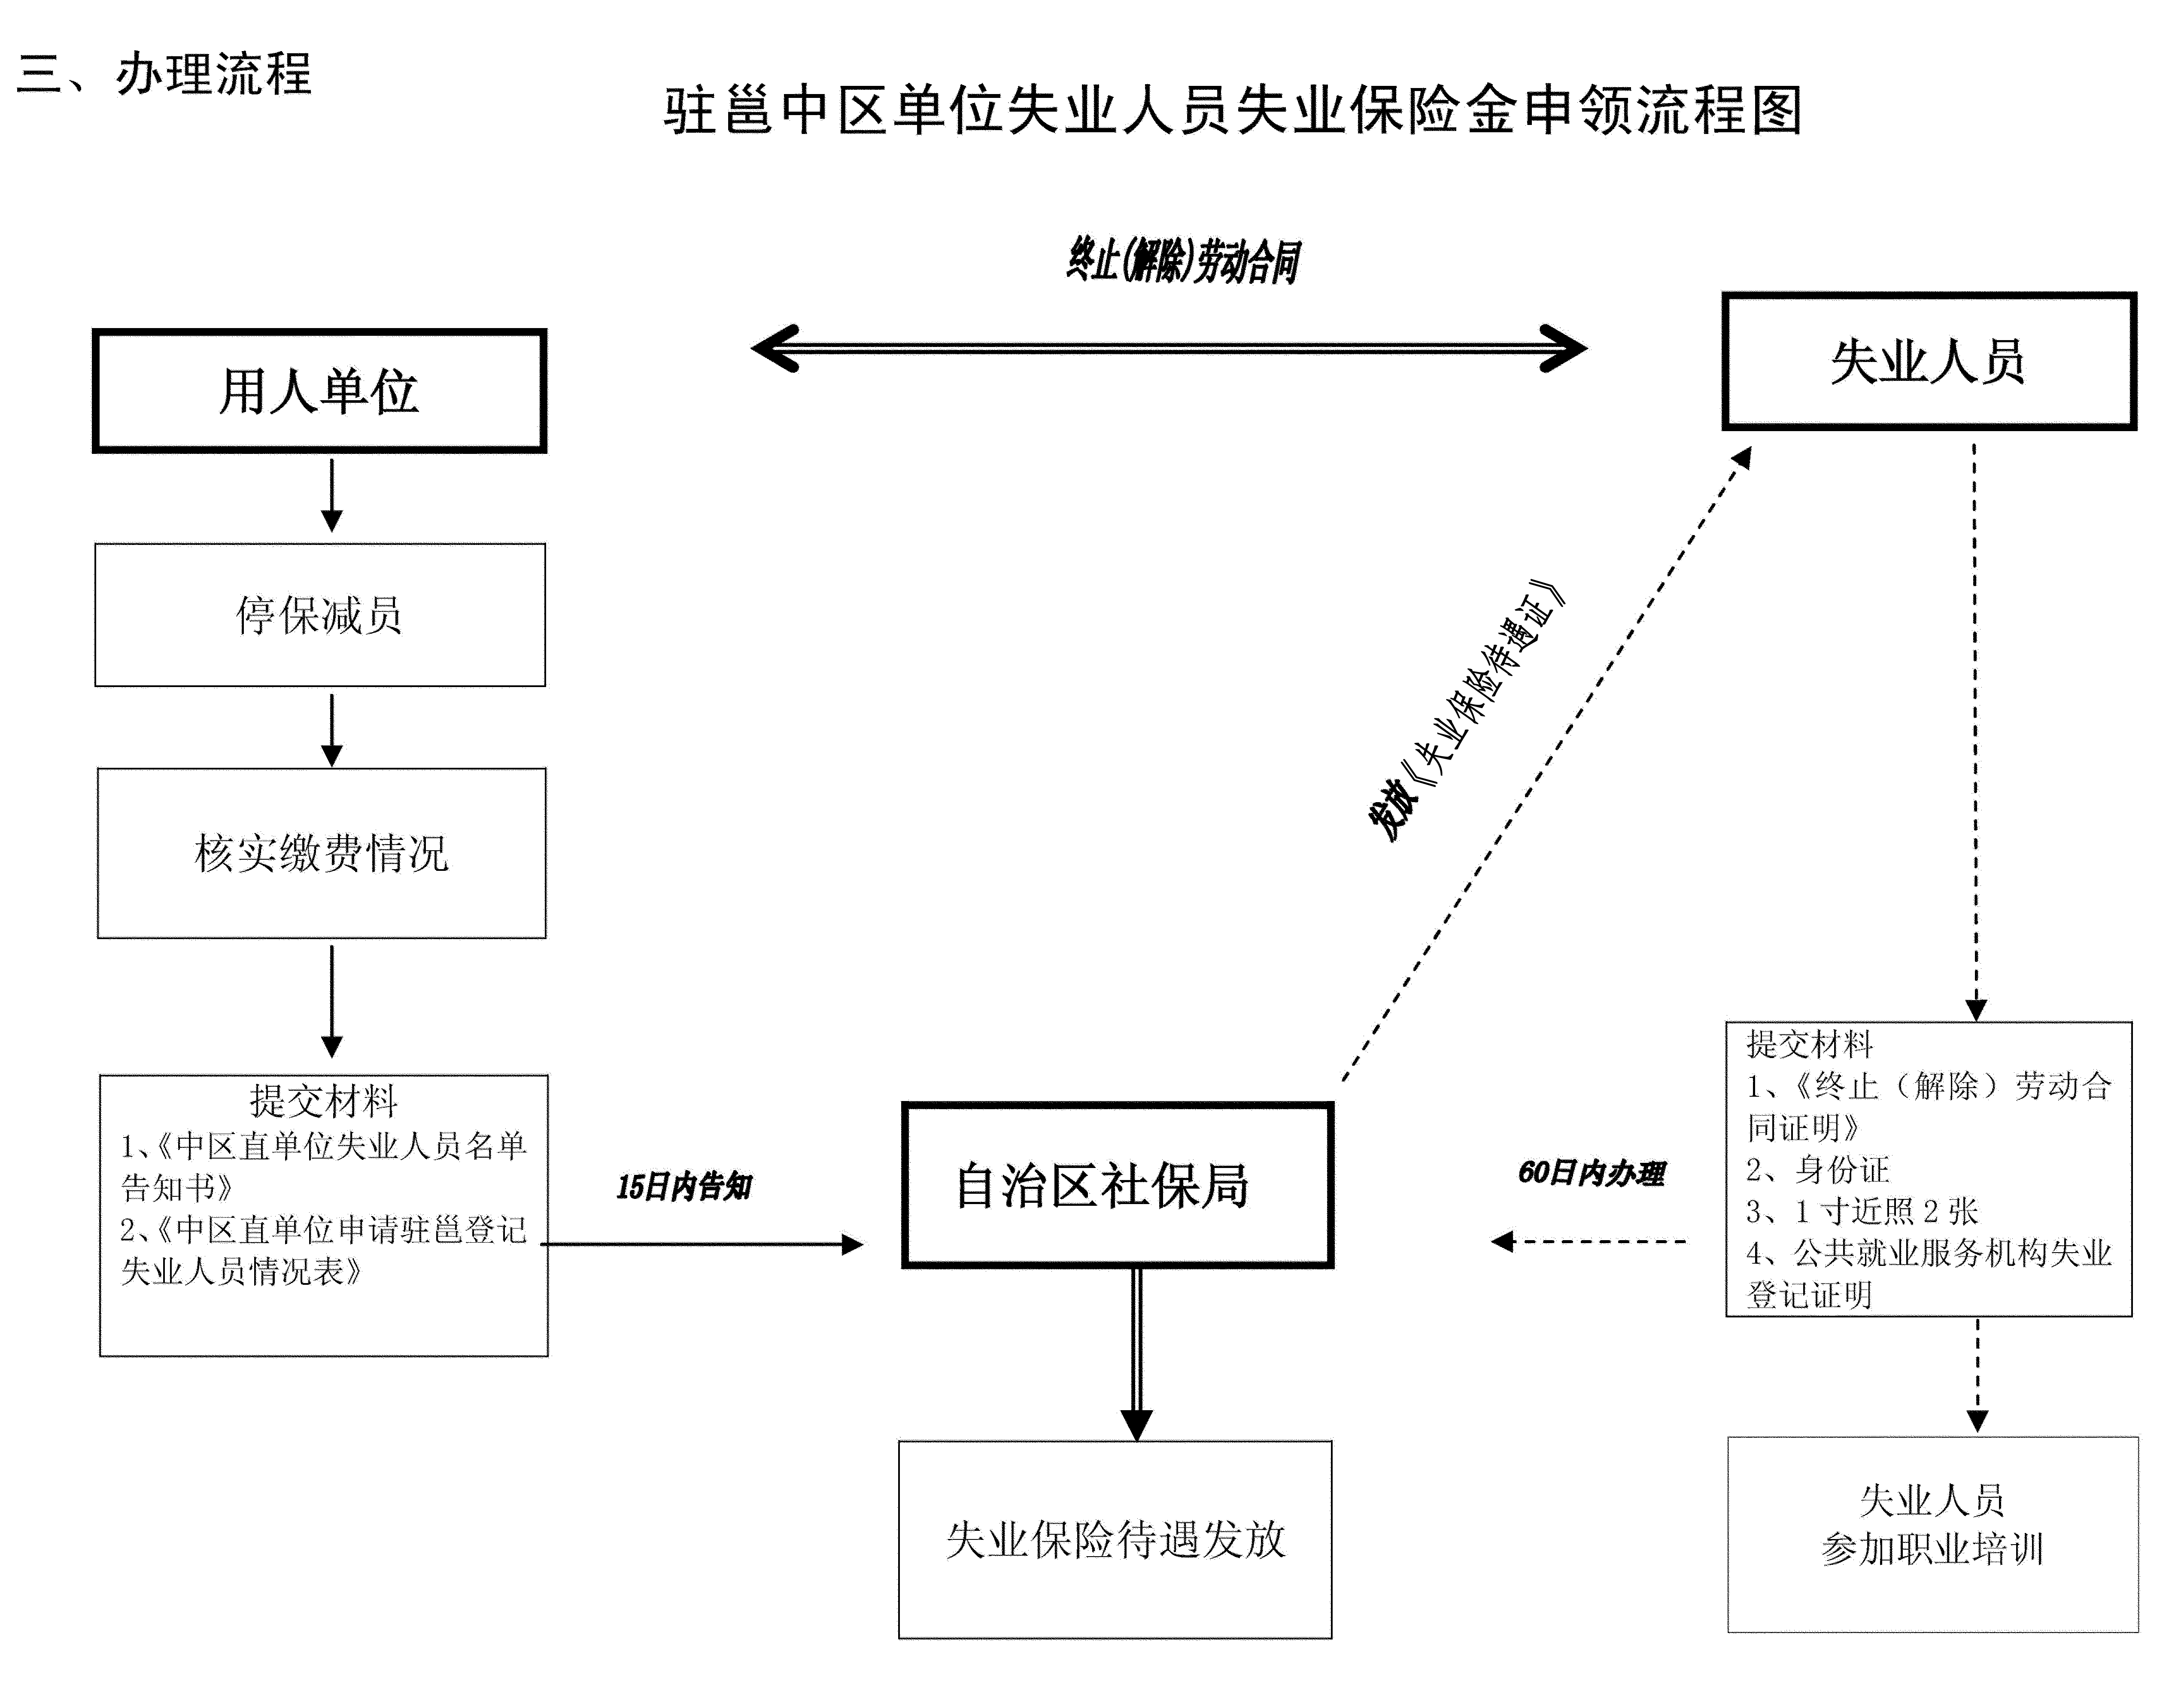 三、办理流程
驻邕中区单位失业人员失业保险金申领流程图
终止(解除)劳动合同
用人单位
失业人员
停保减员
发放《失业保险待遇证》
核实缴费情况
提交材料
1、《中区直单位失业人员名单
告知书》
2、《中区直单位申请驻邕登记
失业人员情况表》
15日内告知
自治区社保局
60日内办理
提交材料
1、《终止（解除）劳动合
同证明》
2、身份证
3、1寸近照2张
4、公共就业服务机构失业
登记证明
失业保险待遇发放
失业人员
参加职业培训